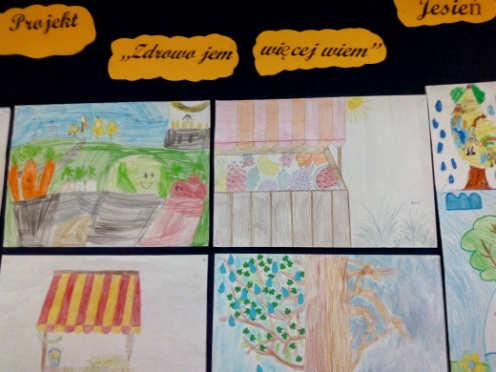 Projekt
„Zdrowo jem
więcej wiem”
Jesień